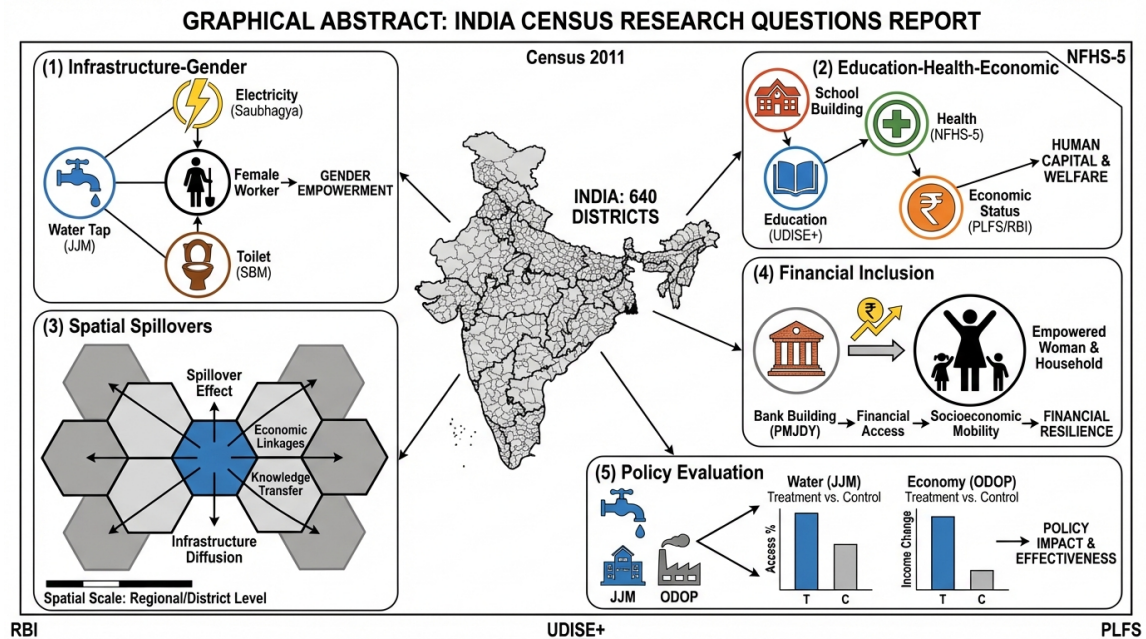 GRAPHICAL ABSTRACT: INDIA CENSUS RESEARCH QUESTIONS REPORT
Census 2011
NFHS-5
(1) Infrastructure-Gender
Electricity
(Saubhagya)
Water Tap
(JJM)
Female
Worker
GENDER
EMPOWERMENT
Toilet
(SBM)
INDIA: 640
DISTRICTS
(2) Education-Health-Economic
School
Building
Health
(NFHS-5)
Education
(UDISE+)
Economic
Status
(PLFS/RBI)
HUMAN
CAPITAL &
WELFARE
(3) Spatial Spillovers
Spillover
Effect
Economic
Linkages
Knowledge
Transfer
Infrastructure
Diffusion
Spatial Scale: Regional/District Level
(4) Financial Inclusion
₹
Empowered
Woman &
Household
Bank Building
(PMJDY)
Financial
Access
Socioeconomic
Mobility
FINANCIAL
RESILIENCE
(5) Policy Evaluation
JJM
ODOP
Water (JJM)
Treatment vs. Control
Access %
T C
Economy (ODOP)
Treatment vs. Control
Income Change
T C
POLICY
IMPACT &
EFFECTIVENESS
RBI
UDISE+
PLFS